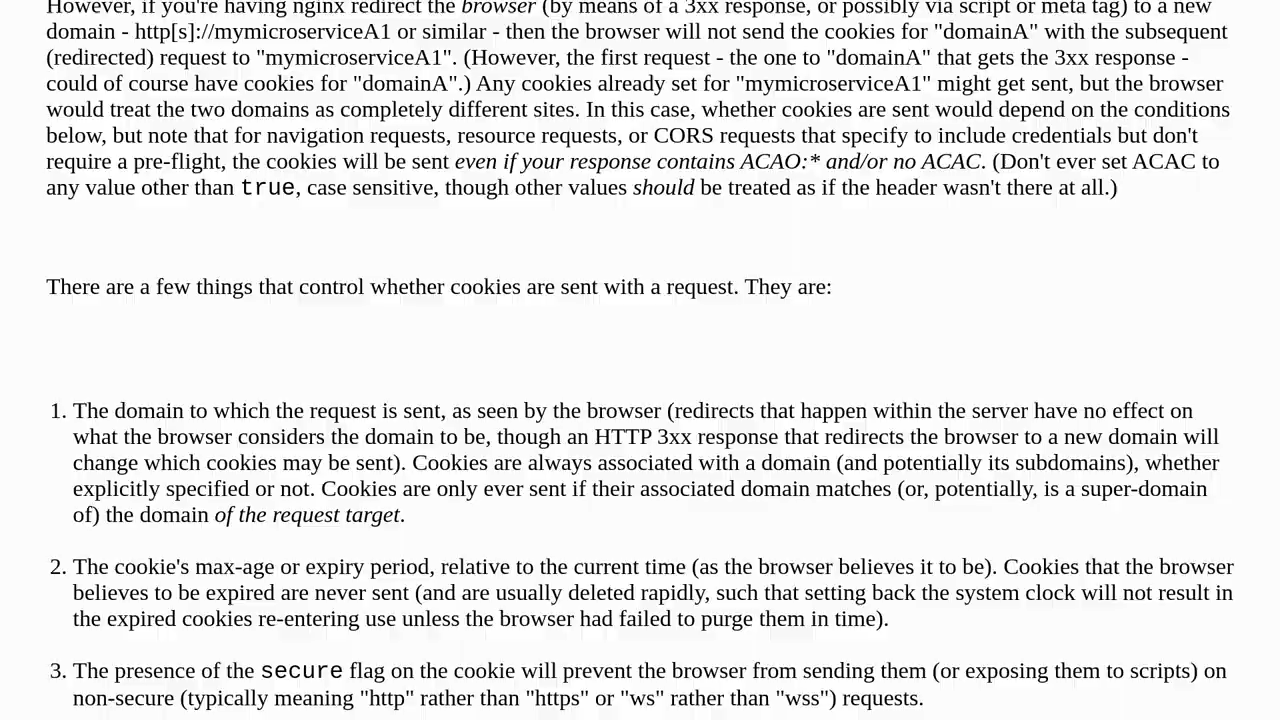 However, if you're having nginx redirect the browser (by means of a 3xx response, or possibly via script or meta tag) to a new
domain - http[s]://mymicroserviceA1 or similar - then the browser will not send the cookies for "domainA" with the subsequent
(redirected) request to "mymicroserviceA1". (However, the first request - the one to "domainA" that gets the 3xx response -
could of course have cookies for "domainA".) Any cookies already set for "mymicroserviceA1" might get sent, but the browser
would treat the two domains as completely different sites. In this case, whether cookies are sent would depend on the conditions
below, but note that for navigation requests, resource requests, or CORS requests that specify to include credentials but don't
require a pre-flight, the cookies will be sent even if your response contains ACAO:* and/or no ACAC. (Don't ever set ACAC to
any value other than true, case sensitive, though other values should be treated as if the header wasn't there at all.)
There are a few things that control whether cookies are sent with a request. They are:
1. The domain to which the request is sent, as seen by the browser (redirects that happen within the server have no effect on
what the browser considers the domain to be, though an HTTP 3xx response that redirects the browser to a new domain will
change which cookies may be sent). Cookies are always associated with a domain (and potentially its subdomains), whether
explicitly specified or not. Cookies are only ever sent if their associated domain matches (or, potentially, is a super-domain
of) the domain of the request target.
2. The cookie's max-age or expiry period, relative to the current time (as the browser believes it to be). Cookies that the browser
believes to be expired are never sent (and are usually deleted rapidly, such that setting back the system clock will not result in
the expired cookies re-entering use unless the browser had failed to purge them in time).
3. The presence of the secure flag on the cookie will prevent the browser from sending them (or exposing them to scripts) on
non-secure (typically meaning "http" rather than "https" or "ws" rather than "wss") requests.